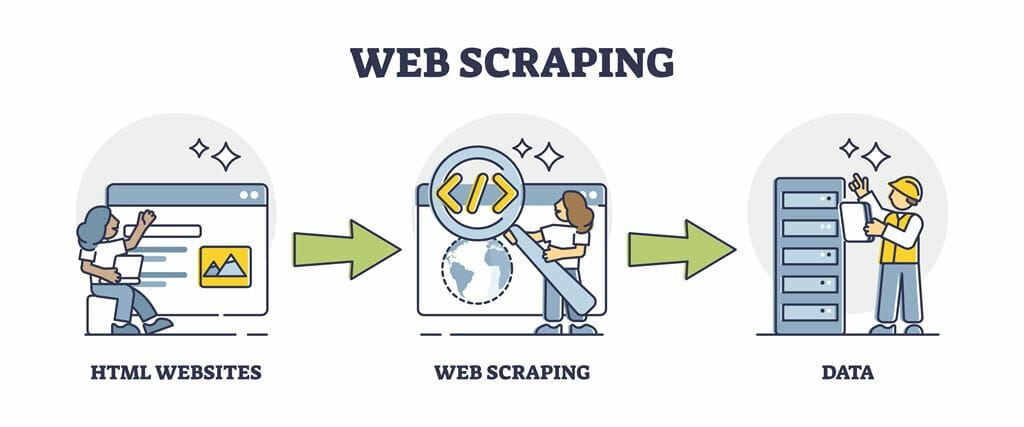 WEB SCRAPING
</>
HTML WEBSITES
WEB SCRAPING
DATA